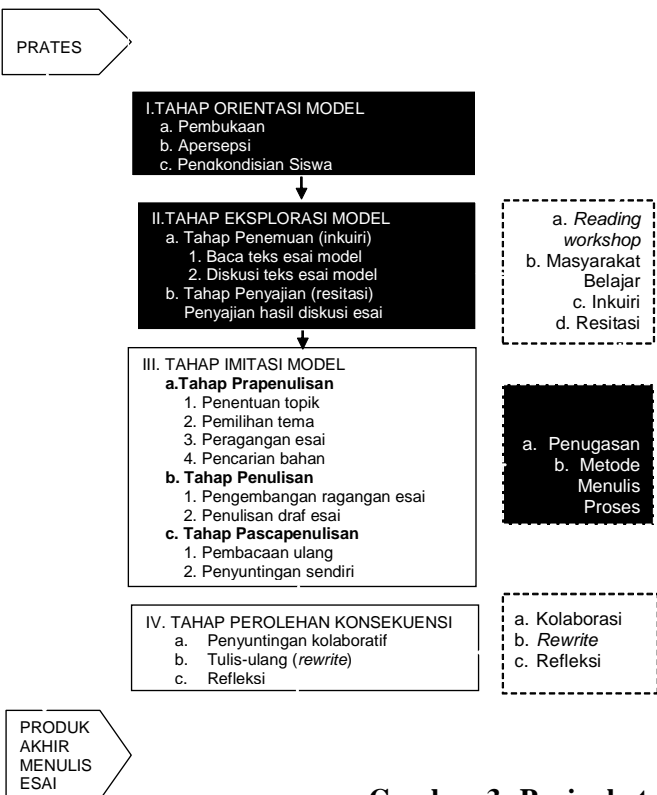 PRATES
I.TAHAP ORIENTASI MODEL
a. Pembukaan
b. Apersepsi
c. Pengkondisian Siswa
II.TAHAP EKSPLORASI MODEL
a. Tahap Penemuan (inkuiri)
1. Baca teks esai model
2. Diskusi teks esai model
b. Tahap Penyajian (resitasi)
Penyajian hasil diskusi esai
a. Reading
workshop
b. Masyarakat
Belajar
c. Inkuiri
d. Resitasi
III. TAHAP IMITASI MODEL
a.Tahap Prapenulisan
1. Penentuan topik
2. Pemilihan tema
3. Peragangan esai
4. Pencarian bahan
b. Tahap Penulisan
1. Pengembangan ragangan esai
2. Penulisan draf esai
c. Tahap Pascapenulisan
1. Pembacaan ulang
2. Penyuntingan sendiri
a. Penugasan
b. Metode
Menulis
Proses
IV. TAHAP PEROLEHAN KONSEKUENSI
a. Penyuntingan kolaboratif
b. Tulis-ulang (rewrite)
c. Refleksi
a. Kolaborasi
b. Rewrite
c. Refleksi
PRODUK
AKHIR
MENULIS
ESAI